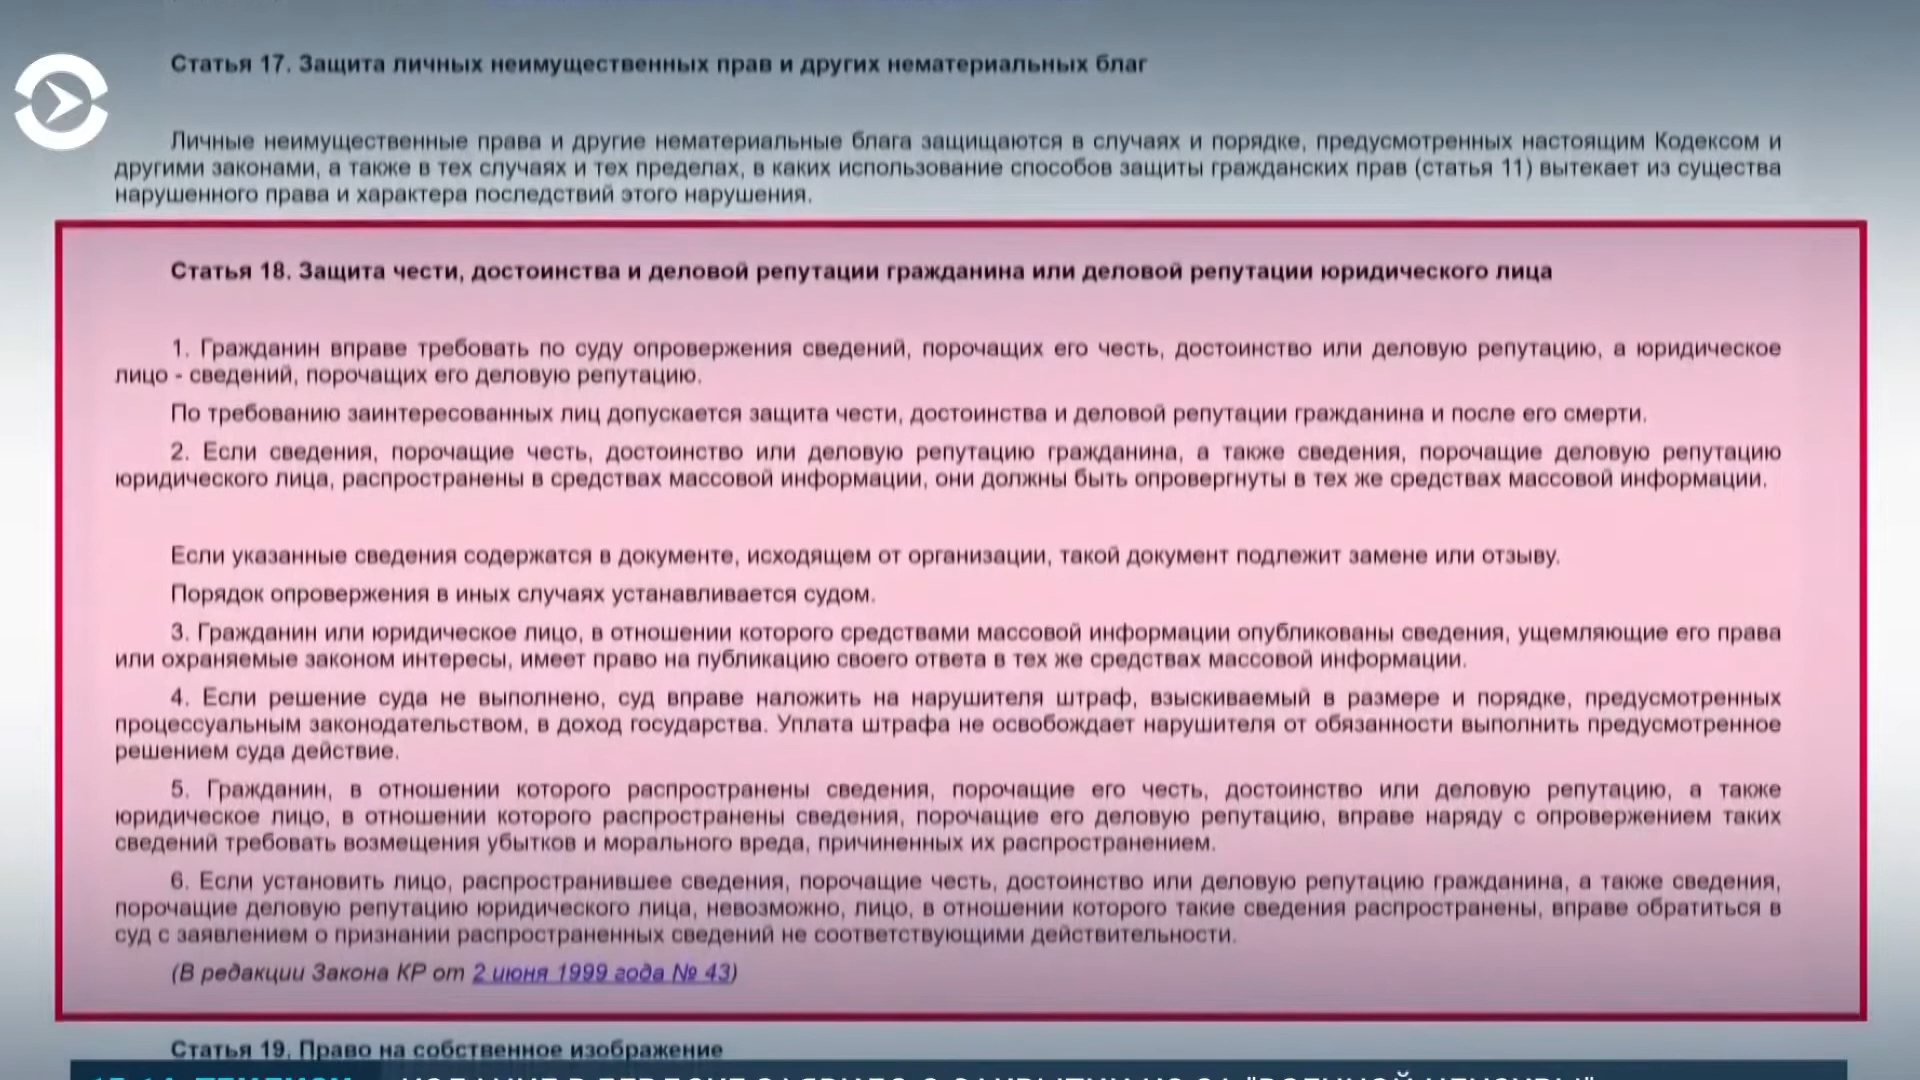 Статья 17. Защита личных неимущественных прав и других нематериальных благ
Личные неимущественные права и другие нематериальные блага защищаются в случаях и порядке, предусмотренных настоящим Кодексом и
другими законами, а также в тех случаях и тех пределах, в каких использование способов защиты гражданских прав (статья 11) вытекает из существа
нарушенного права и характера последствий этого нарушения.
Статья 18. Защита чести, достоинства и деловой репутации гражданина или деловой репутации юридического лица
1. Гражданин вправе требовать по суду опровержения сведений, порочащих его честь, достоинство или деловую репутацию, а юридическое
лицо - сведений, порочащих его деловую репутацию.
По требованию заинтересованных лиц допускается защита чести, достоинства и деловой репутации гражданина и после его смерти.
2. Если сведения, порочащие честь, достоинство или деловую репутацию гражданина, а также сведения, порочащие деловую репутацию
юридического лица, распространены в средствах массовой информации, они должны быть опровергнуты в тех же средствах массовой информации.
Если указанные сведения содержатся в документе, исходящем от организации, такой документ подлежит замене или отзыву.
Порядок опровержения в иных случаях устанавливается судом.
3. Гражданин или юридическое лицо, в отношении которого средствами массовой информации опубликованы сведения, ущемляющие его права
или охраняемые законом интересы, имеет право на публикацию своего ответа в тех же средствах массовой информации.
4. Если решение суда не выполнено, суд вправе наложить на нарушителя штраф, взыскиваемый в размере и порядке, предусмотренных
процессуальным законодательством, в доход государства. Уплата штрафа не освобождает нарушителя от обязанности выполнить предусмотренное
решением суда действие.
5. Гражданин, в отношении которого распространены сведения, порочащие его честь, достоинство или деловую репутацию, а также
юридическое лицо, в отношении которого распространены сведения, порочащие его деловую репутацию, вправе наряду с опровержением таких
сведений требовать возмещения убытков и морального вреда, причиненных их распространением.
6. Если установить лицо, распространившее сведения, порочащие честь, достоинство или деловую репутацию гражданина, а также сведения,
порочащие деловую репутацию юридического лица, невозможно, лицо, в отношении которого такие сведения распространены, вправе обратиться в
суд с заявлением о признании распространенных сведений не соответствующими действительности.
(В редакции Закона КР от 2 июня 1999 года № 43)
Статья 19. Право на собственное изображение